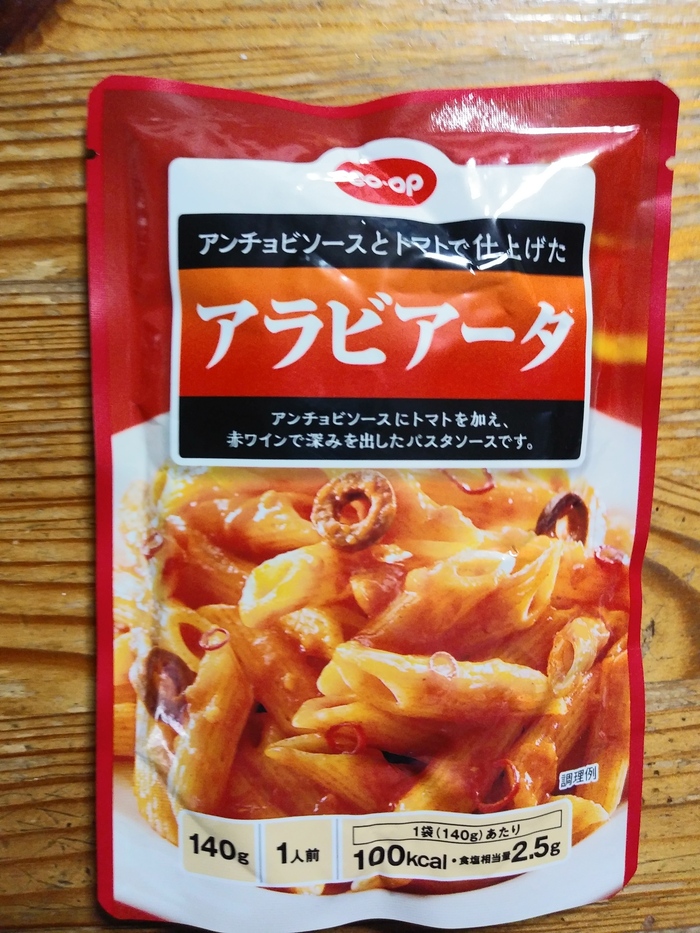 co-op
アンチョビソースとトマトで仕上げた
アラビアータ
アンチョビソースにトマトを加え、
赤ワインで深みを出したパスタソースです。
調理例
140g
1人前
1袋(140g)あたり
100kcal・食塩相当量2.5g